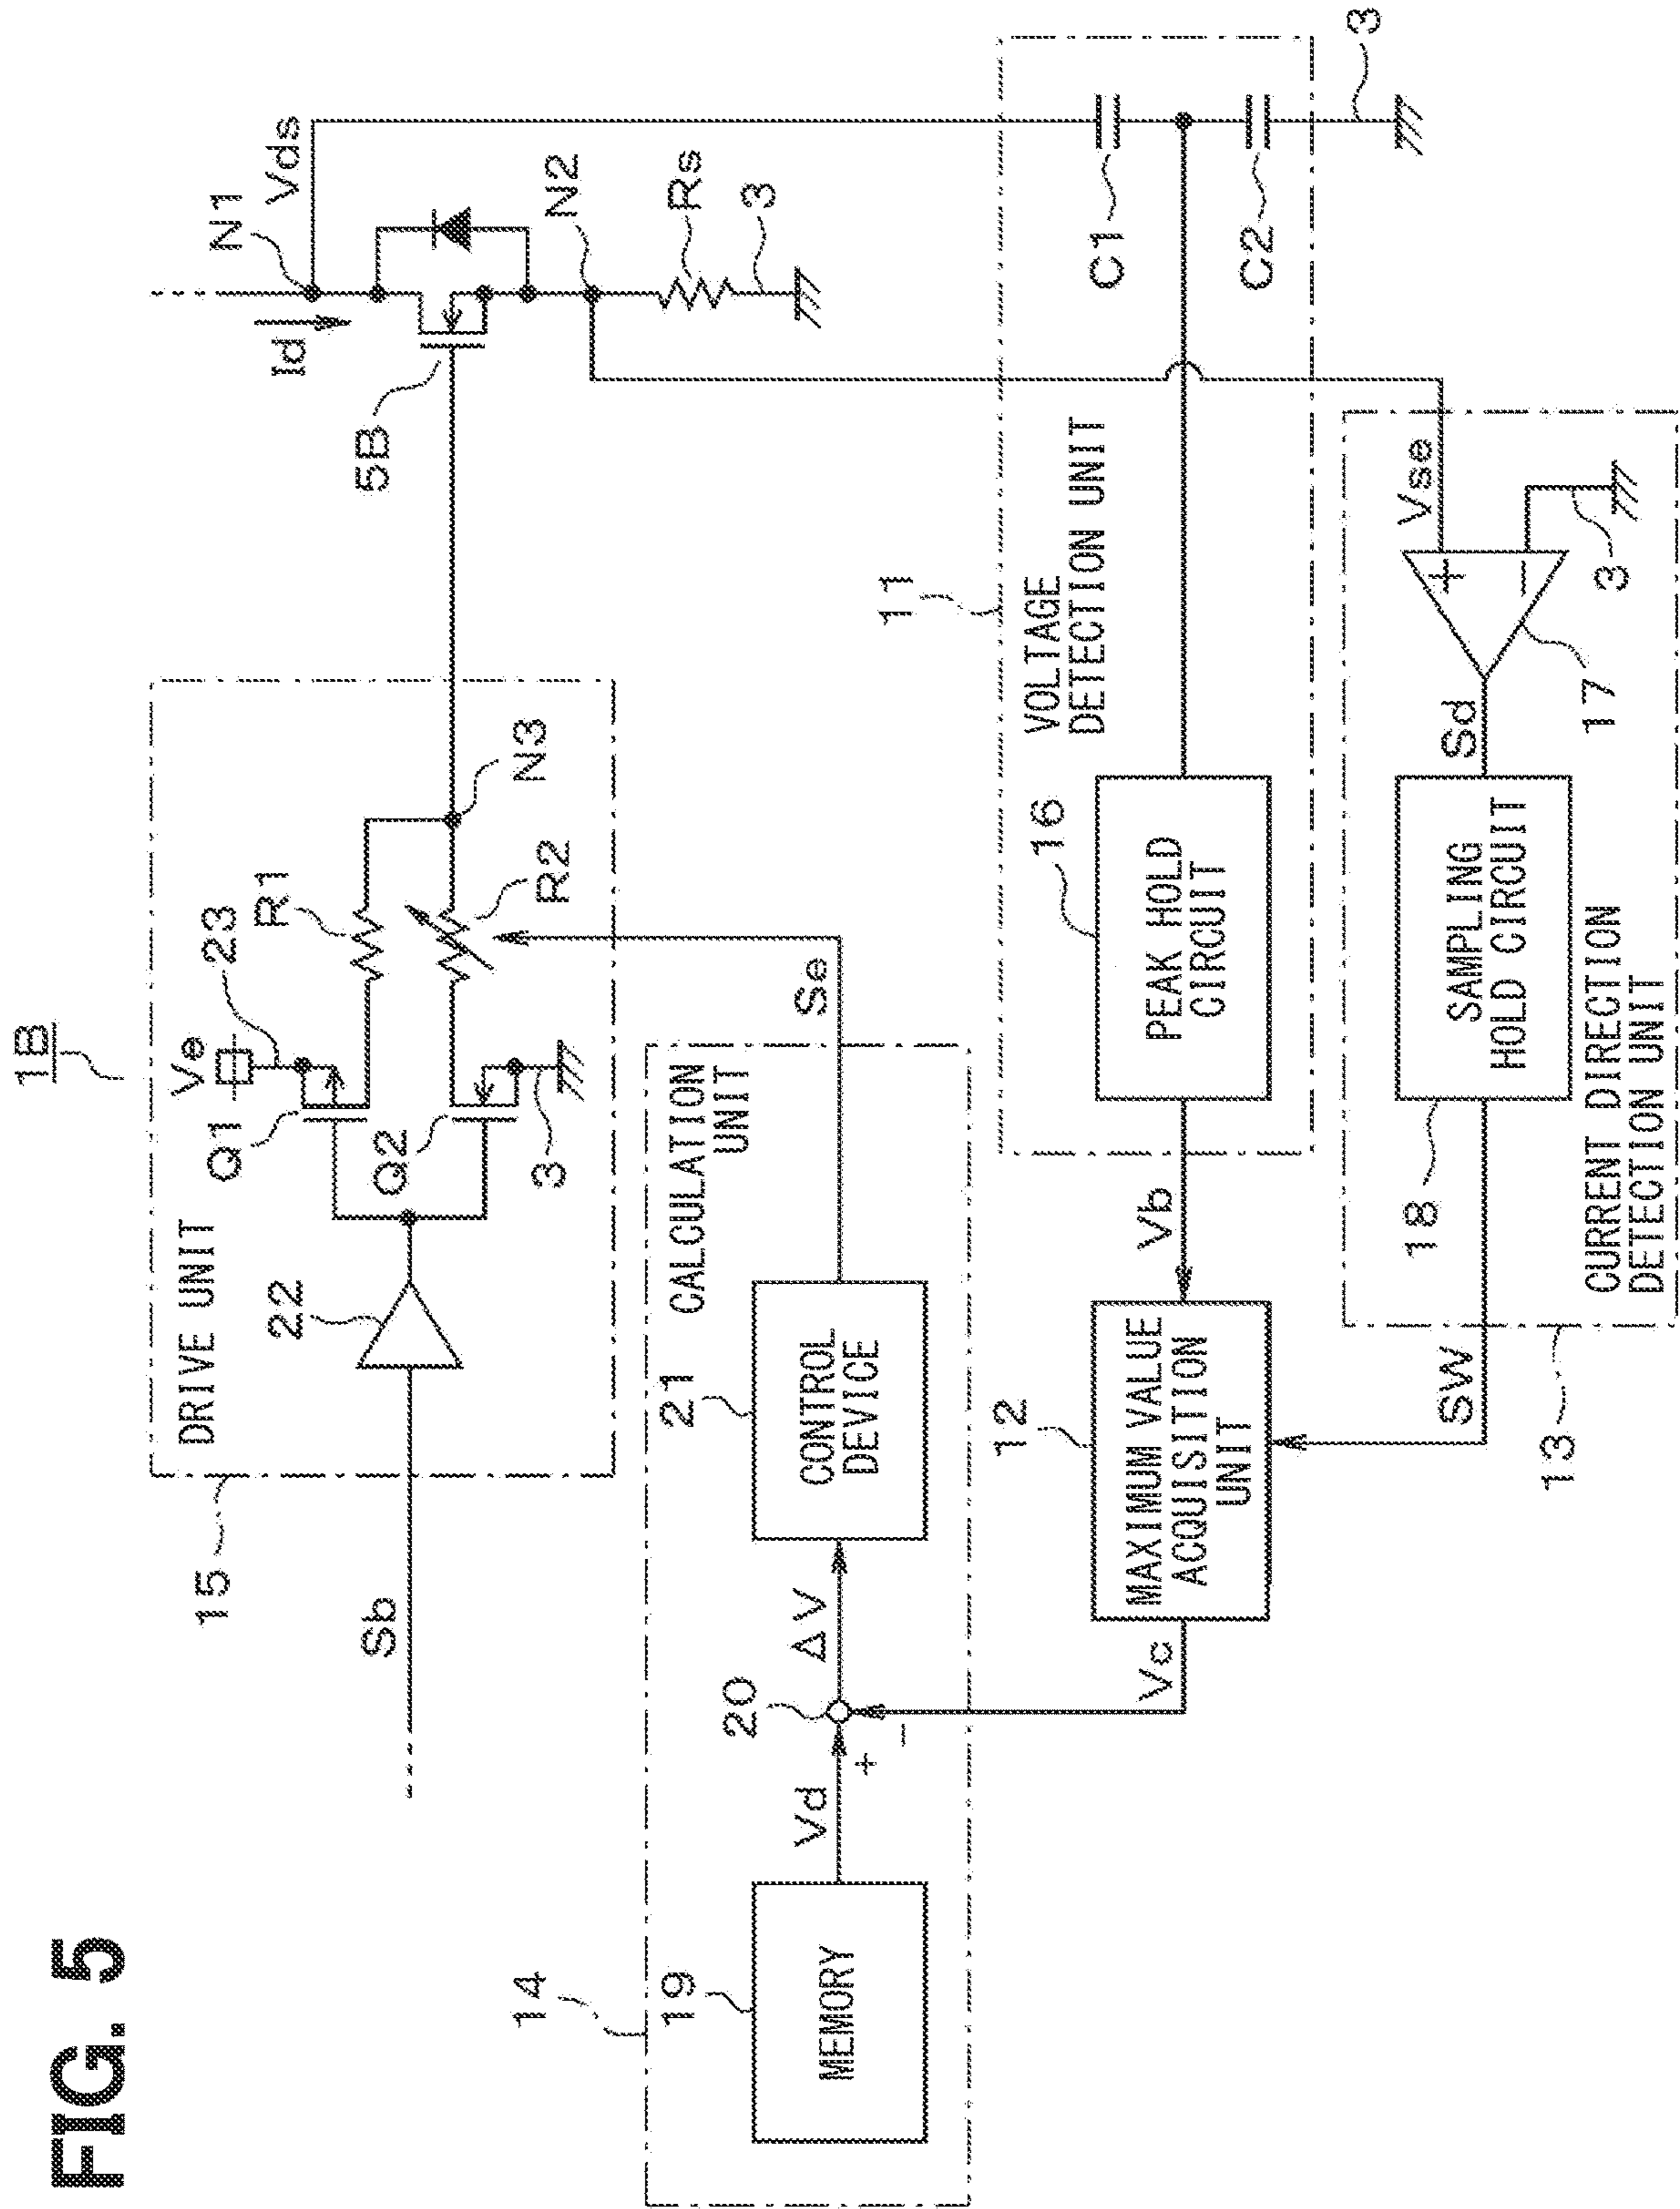 FIG. 5
1B
15
DRIVE UNIT
Sb
22
Q1
Ve
23
R1
Q2
3
R2
N3
5B
Id
N1
Vds
N2
Rs
3
14
CALCULATION
UNIT
19
MEMORY
Vd
+
−
20
ΔV
21
CONTROL
DEVICE
Se
11
VOLTAGE
DETECTION UNIT
16
PEAK HOLD
CIRCUIT
C1
C2
3
Vb
12
MAXIMUM VALUE
ACQUISITION
UNIT
Vc
13
CURRENT DIRECTION
DETECTION UNIT
SW
18
SAMPLING
HOLD CIRCUIT
Sd
17
+
−
Vse
3